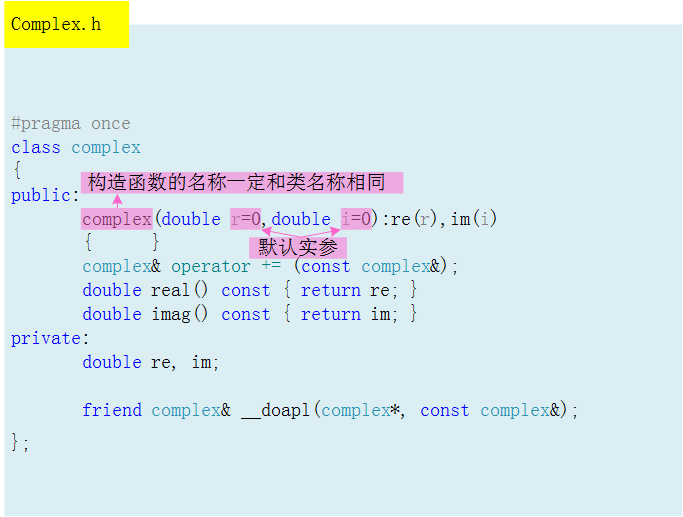 Complex.h
#pragma once
class complex
{
构造函数的名称一定和类名称相同
public:
complex(double r=0,double i=0):re(r),im(i)
{ }
默认实参
complex& operator += (const complex&);
double real() const { return re; }
double imag() const { return im; }
private:
double re, im;
friend complex& __doapl(complex*, const complex&);
};